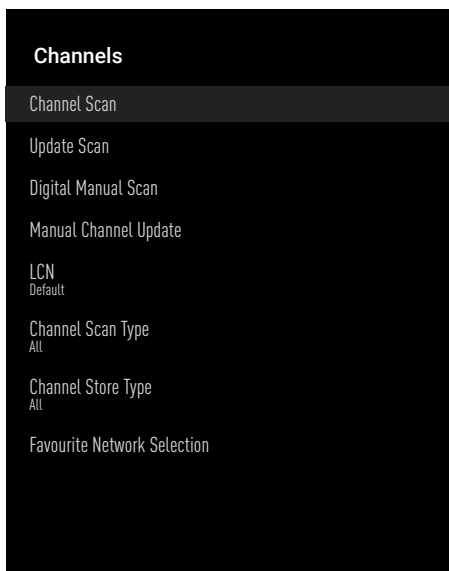 Channels
Channel Scan
Update Scan
Digital Manual Scan
Manual Channel Update
LCN
Default
Channel Scan Type
All
Channel Store Type
All
Favourite Network Selection